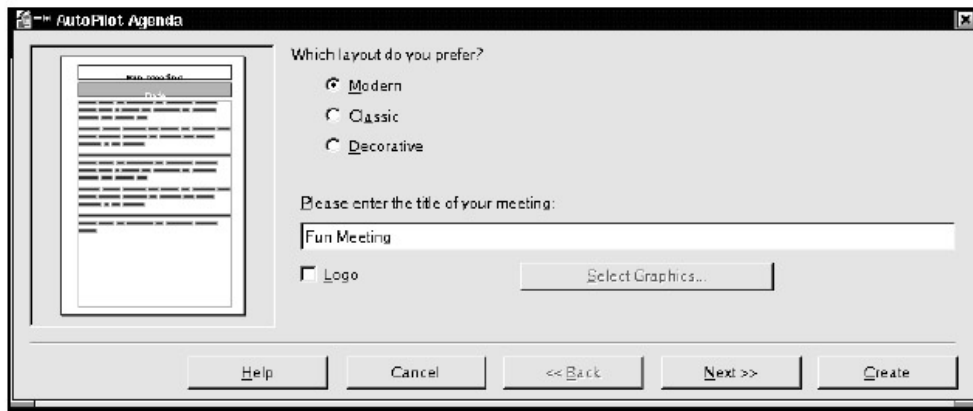 AutoPilot Agenda
Which layout do you prefer?
Modern
Classic
Decorative
Please enter the title of your meeting:
Fun Meeting
Logo
Select Graphics...
Help
Cancel
<< Back
Next >>
Create